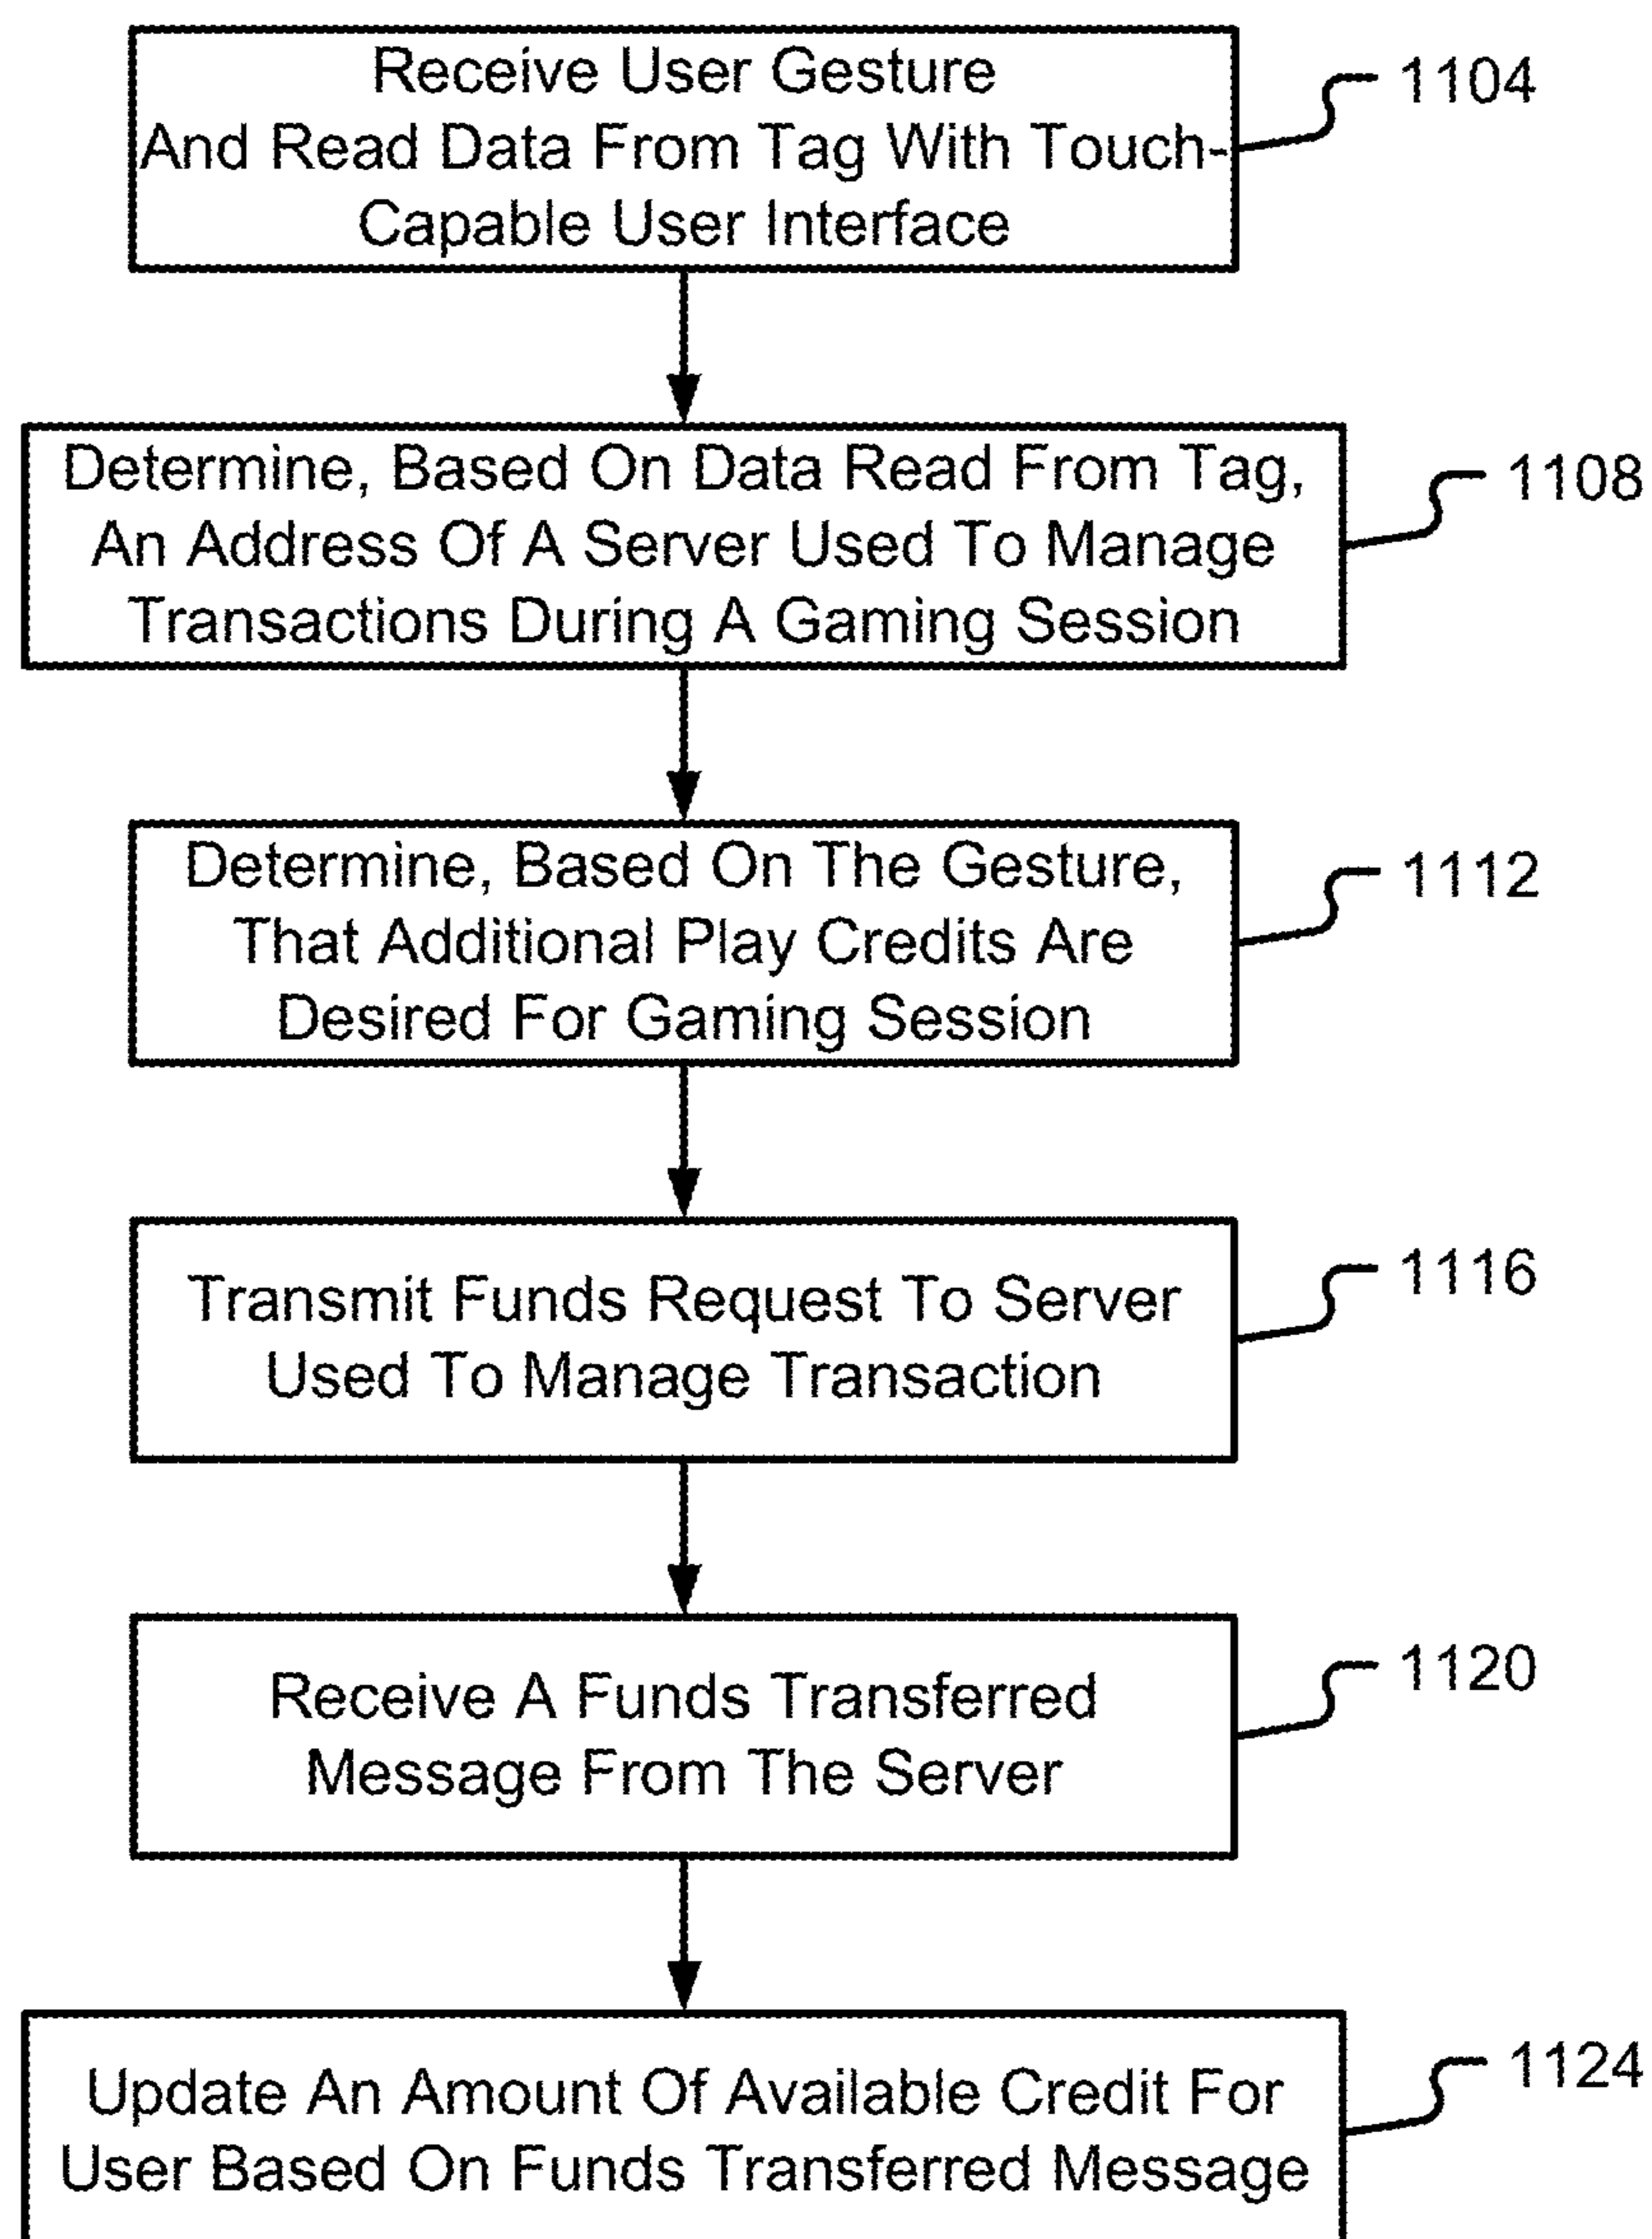 Receive User Gesture
And Read Data From Tag With Touch-
Capable User Interface
1104
Determine, Based On Data Read From Tag,
An Address Of A Server Used To Manage
Transactions During A Gaming Session
1108
Determine, Based On The Gesture,
That Additional Play Credits Are
Desired For Gaming Session
1112
Transmit Funds Request To Server
Used To Manage Transaction
1116
Receive A Funds Transferred
Message From The Server
1120
Update An Amount Of Available Credit For
User Based On Funds Transferred Message
1124